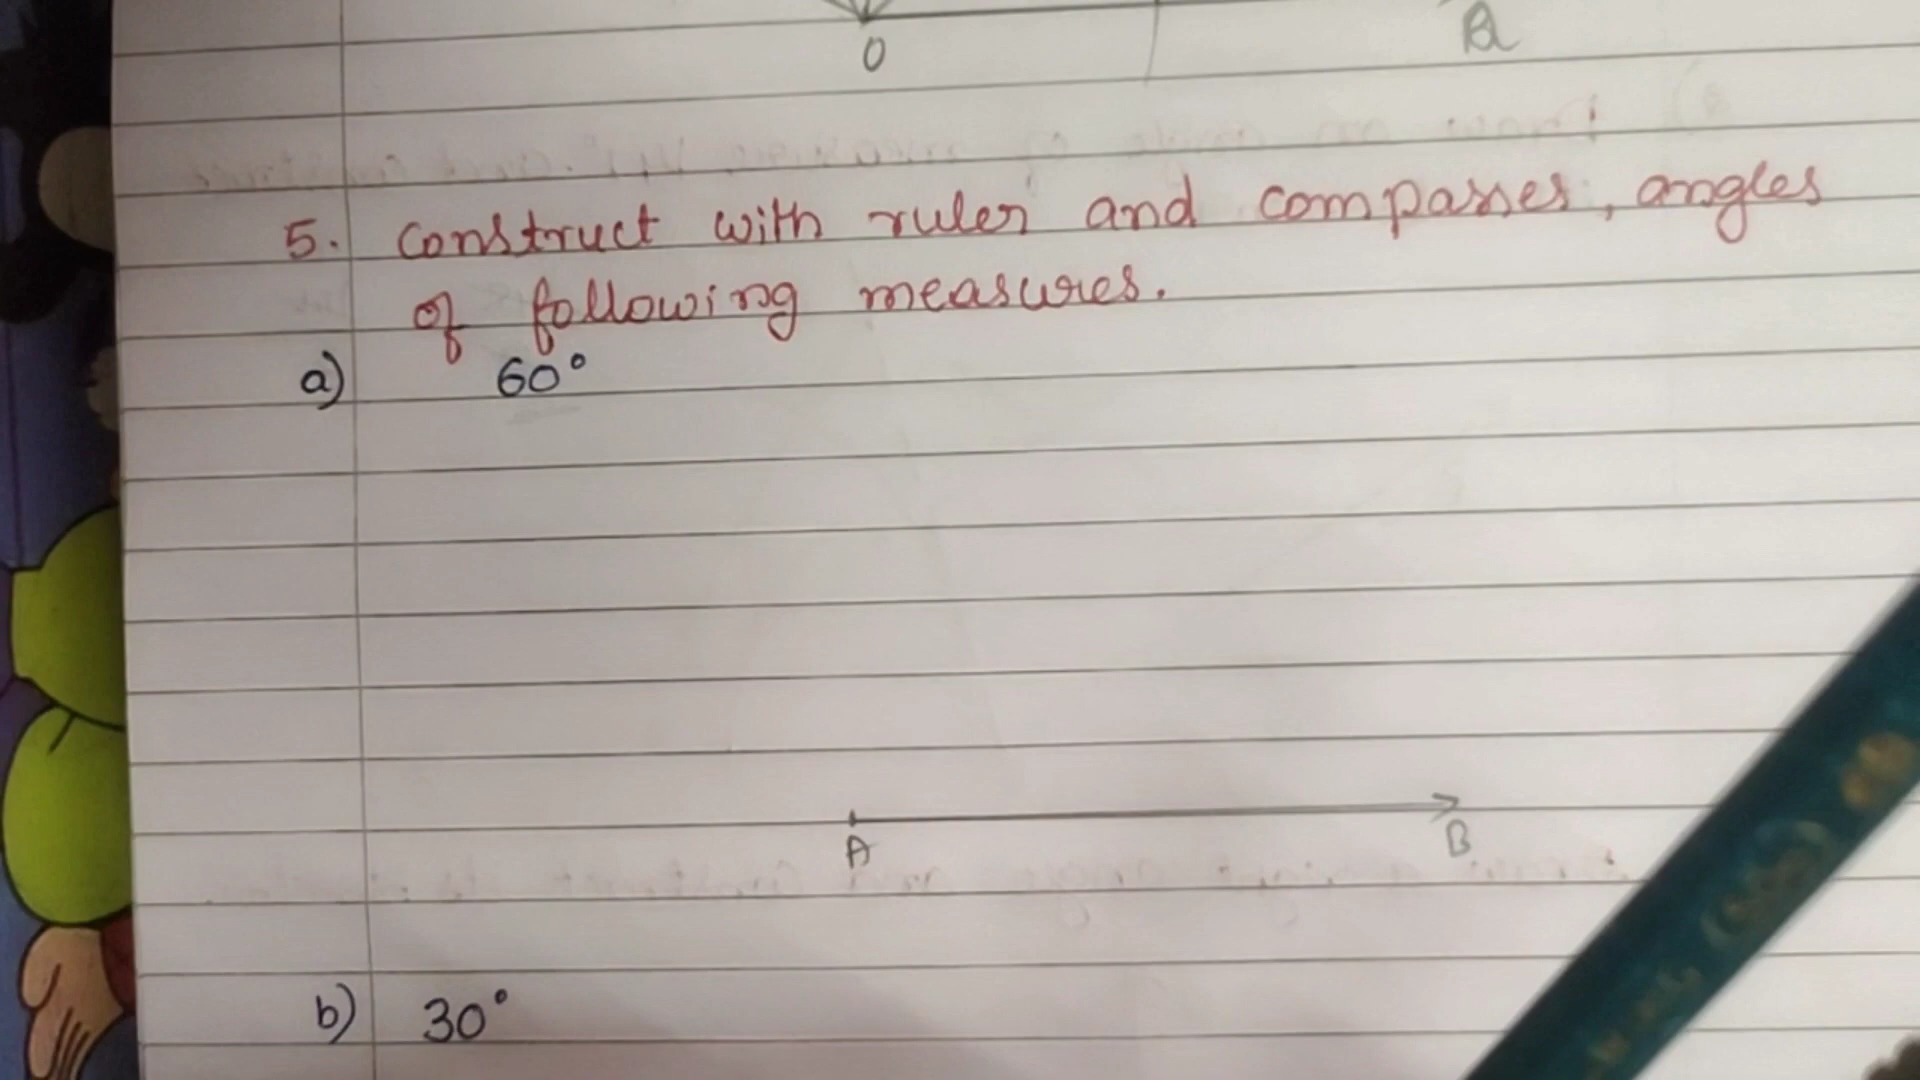 O
B
5. Construct with ruler and compasses, angles
of following measures.
a) 60°
A B
b) 30°